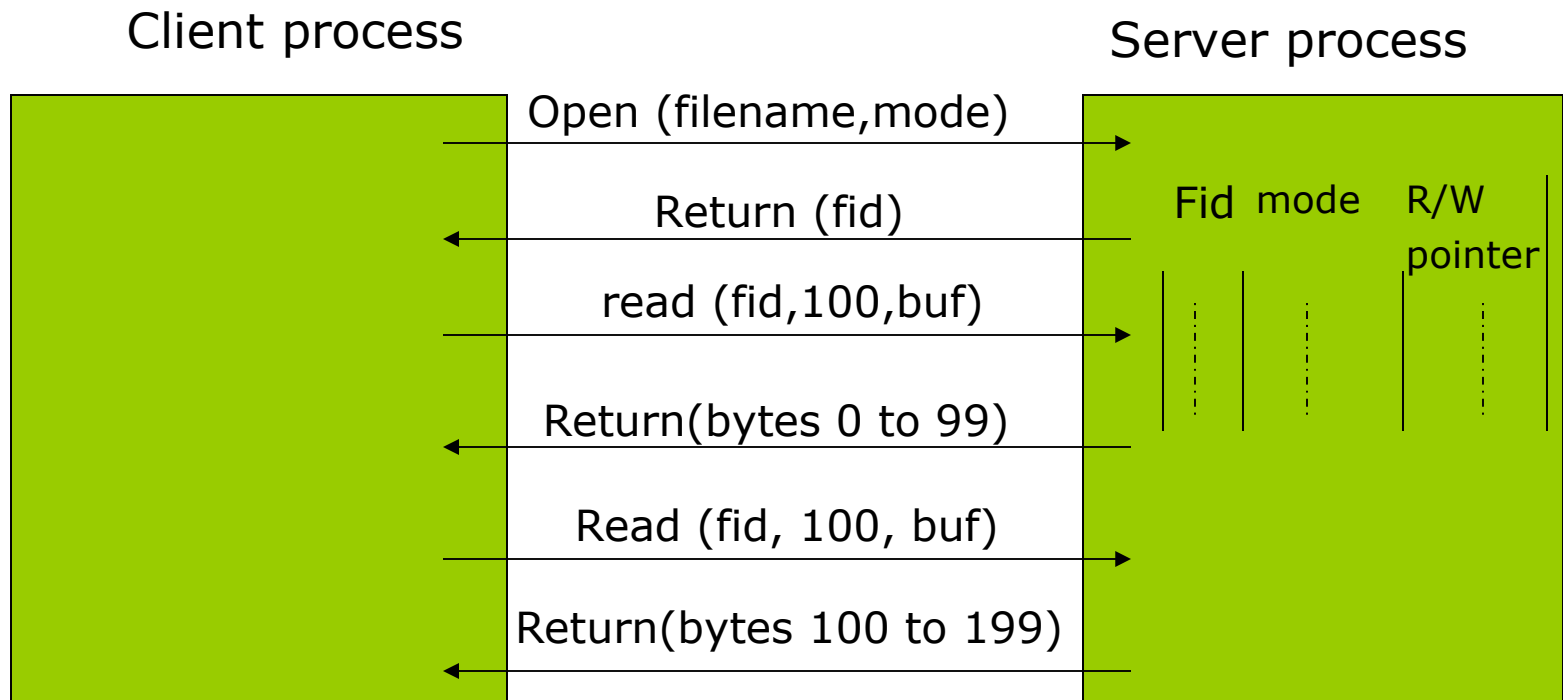 Client process
Server process
Open (filename,mode)
Return (fid)
Fid mode R/W
pointer
read (fid,100,buf)
Return(bytes 0 to 99)
Read (fid, 100, buf)
Return(bytes 100 to 199)